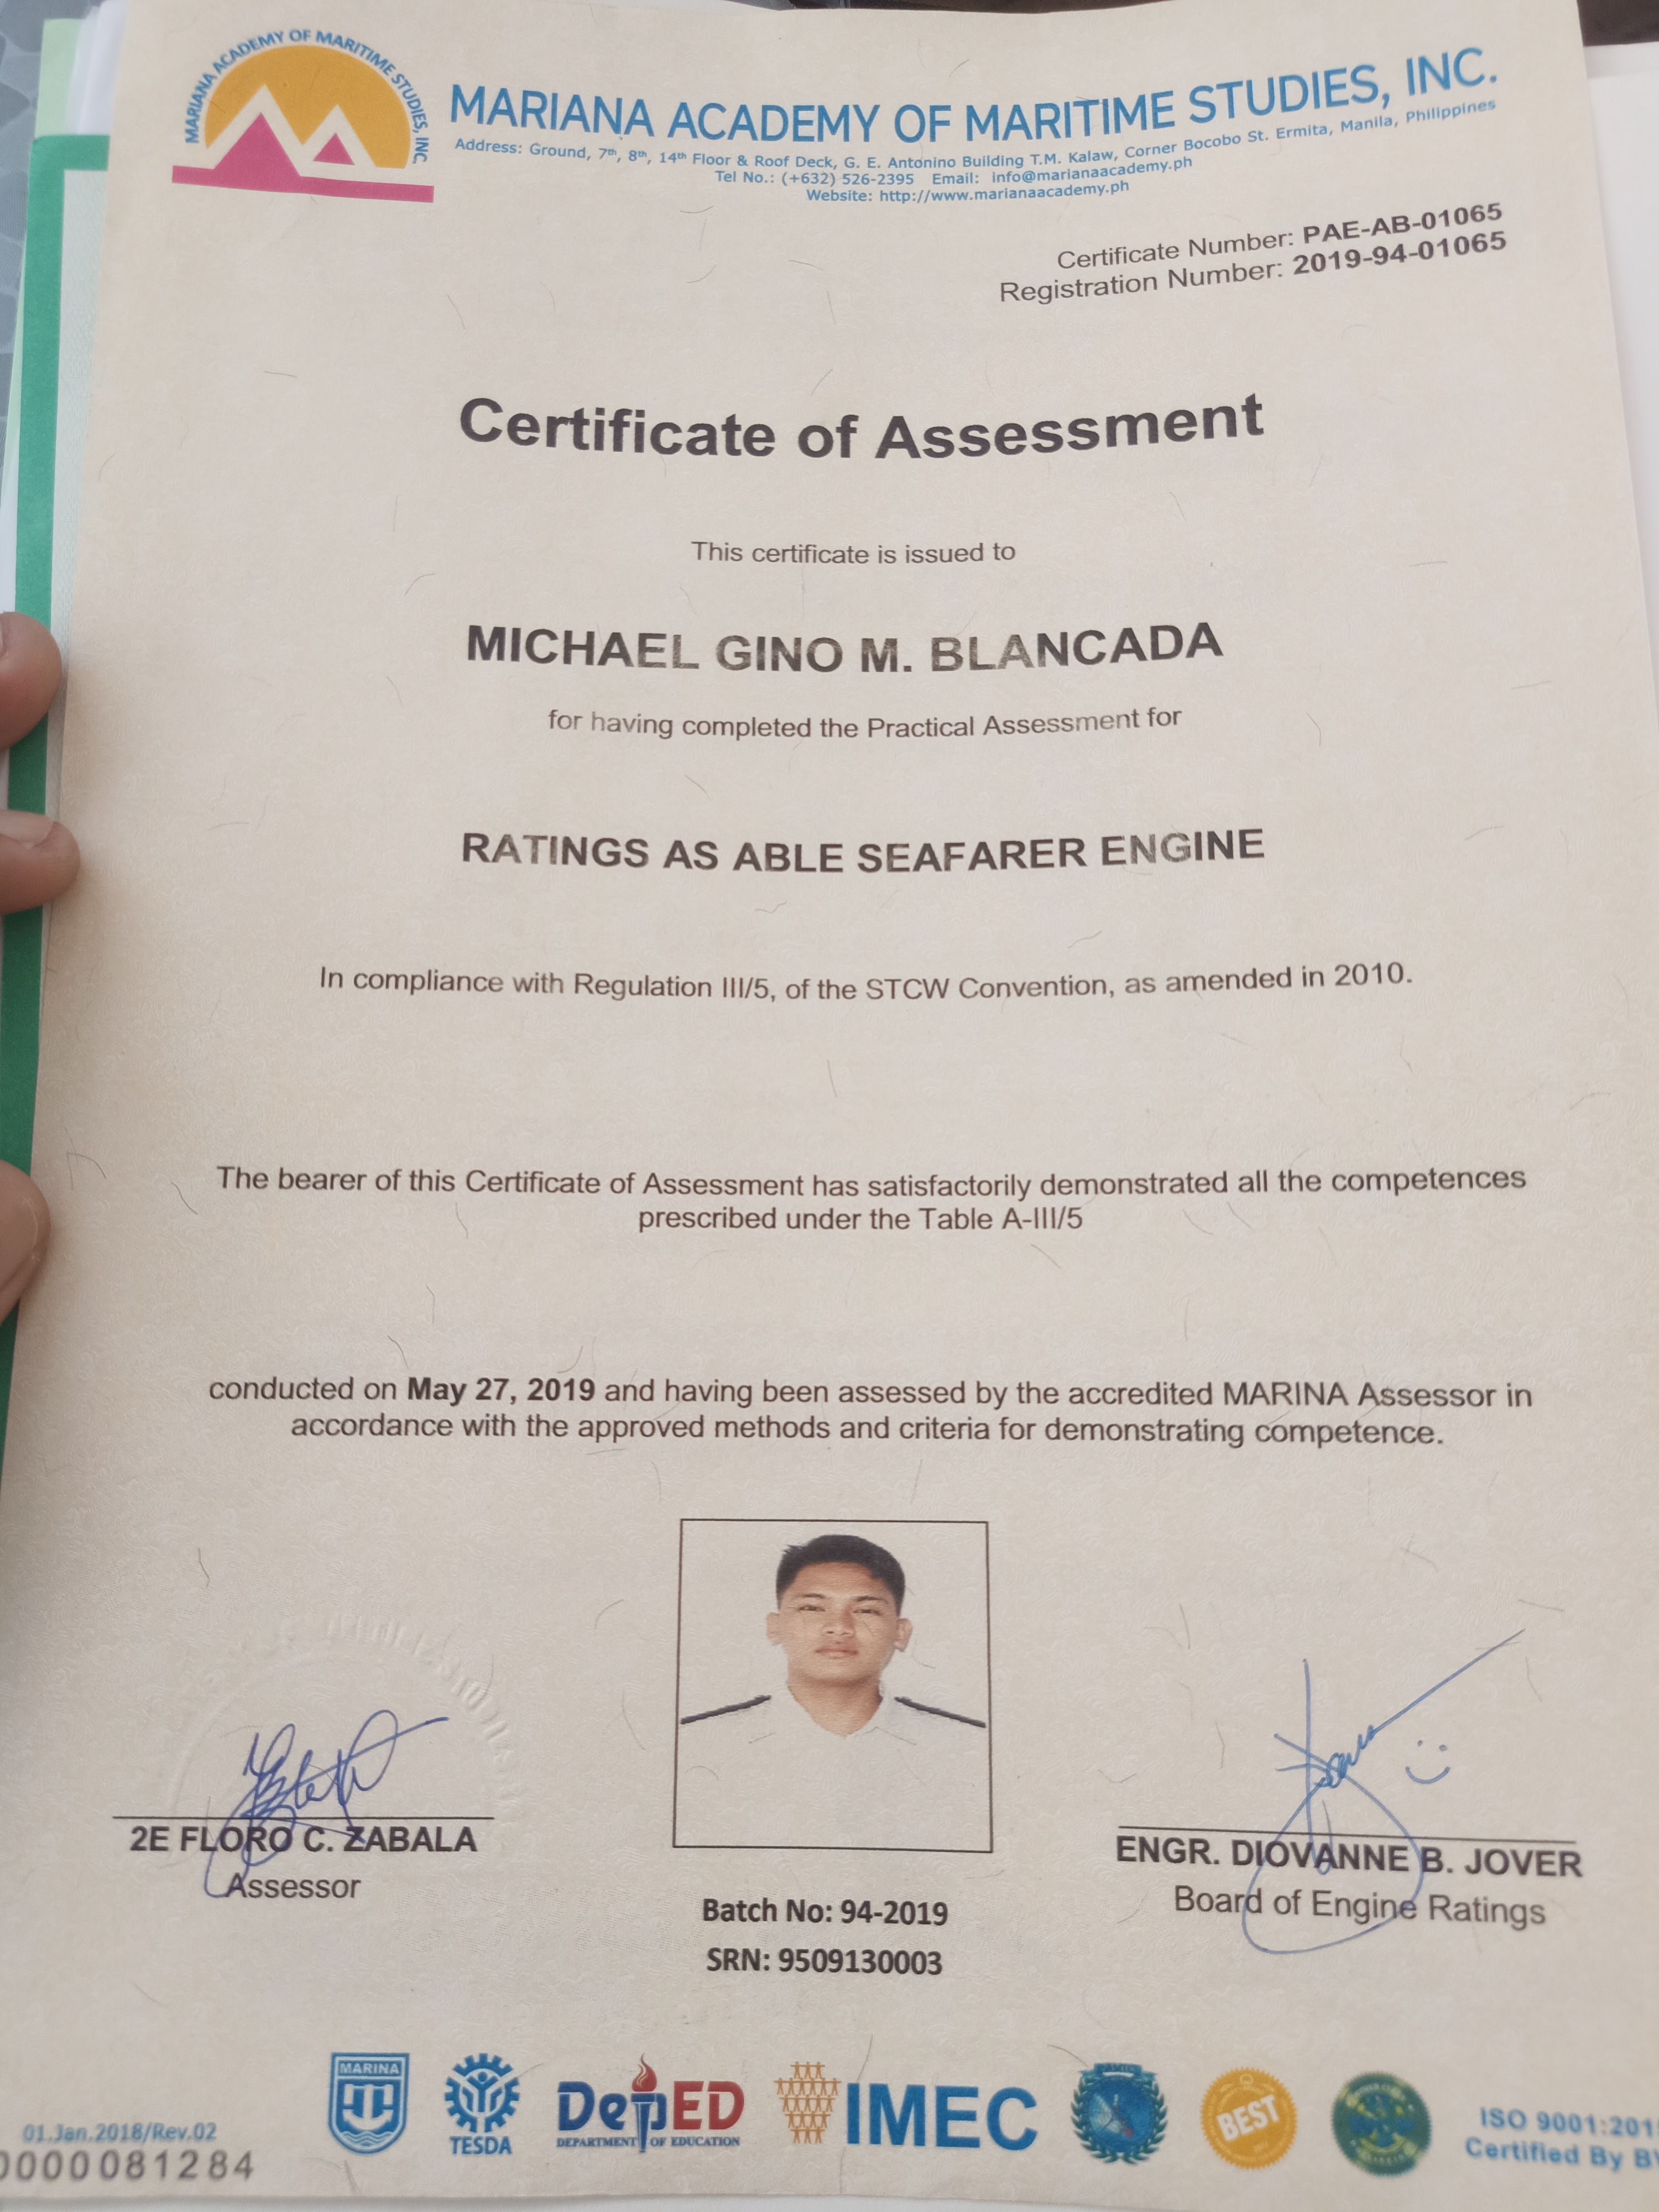 MARIANA ACADEMY OF MARITIME STUDIES, INC.
MARIANA ACADEMY OF MARITIME STUDIES, INC.
Address: Ground, 7th, 8th, 14th Floor & Roof Deck, G. E. Antonino Building T.M. Kalaw, Corner Bocobo St. Ermita, Manila, Philippines
Tel No.: (+632) 526-2395 Email: info@marianaacademy.ph
Website: http://www.marianaacademy.ph
Certificate Number: PAE-AB-01065
Registration Number: 2019-94-01065
Certificate of Assessment
This certificate is issued to
MICHAEL GINO M. BLANCADA
for having completed the Practical Assessment for
RATINGS AS ABLE SEAFARER ENGINE
In compliance with Regulation III/5, of the STCW Convention, as amended in 2010.
The bearer of this Certificate of Assessment has satisfactorily demonstrated all the competences
prescribed under the Table A-III/5
conducted on May 27, 2019 and having been assessed by the accredited MARINA Assessor in
accordance with the approved methods and criteria for demonstrating competence.
2E FLORO C. ZABALA
Assessor
Batch No: 94-2019
SRN: 9509130003
ENGR. DIOVANNE B. JOVER
Board of Engine Ratings
MARINA
TESDA
DepED
DEPARTMENT OF EDUCATION
IMEC
BEST
01.Jan.2018/Rev.02
0000081284
ISO 9001:201
Certified By